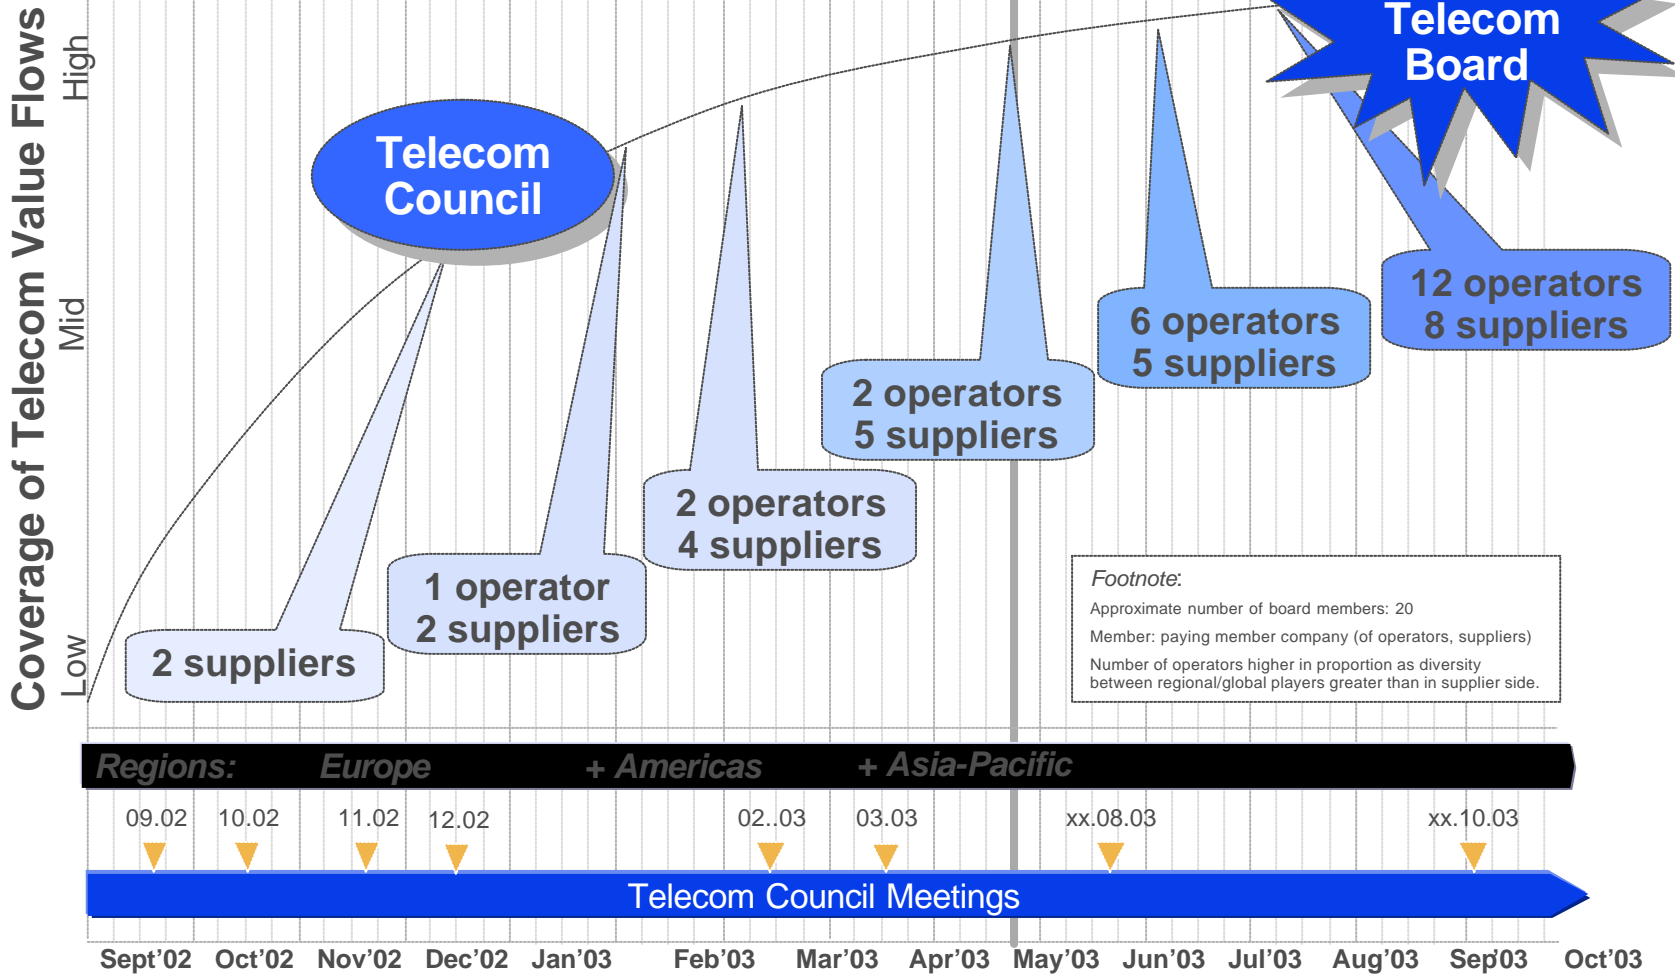 Coverage of Telecom Value Flows
High
Mid
Low
Telecom
Board
Telecom
Council
12 operators
8 suppliers
6 operators
5 suppliers
2 operators
5 suppliers
2 operators
4 suppliers
1 operator
2 suppliers
2 suppliers
Footnote:
Approximate number of board members: 20
Member: paying member company (of operators, suppliers)
Number of operators higher in proportion as diversity
between regional/global players greater than in supplier side.
Regions: Europe + Americas + Asia-Pacific
09.02 10.02 11.02 12.02 02..03 03.03 xx.08.03 xx.10.03
Telecom Council Meetings
Sept'02 Oct'02 Nov'02 Dec'02 Jan'03 Feb'03 Mar'03 Apr'03 May'03 Jun'03 Jul'03 Aug'03 Sep'03 Oct'03